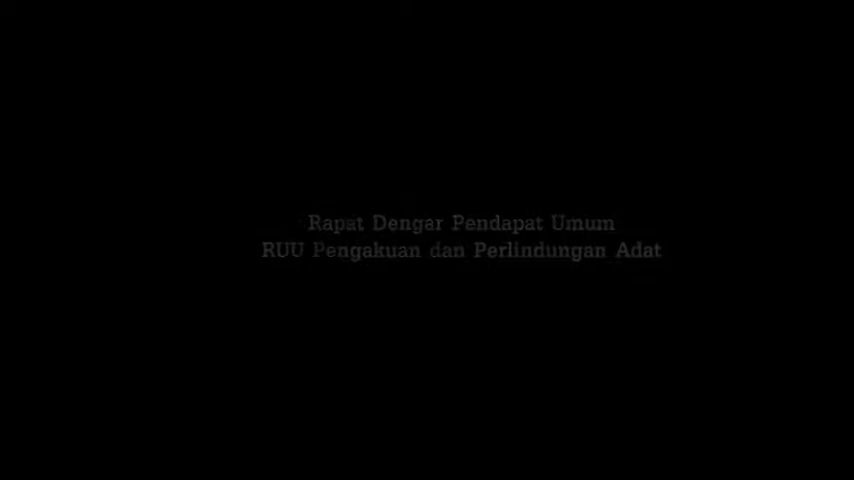 Rapat Dengar Pendapat Umum
RUU Pengakuan dan Perlindungan Adat